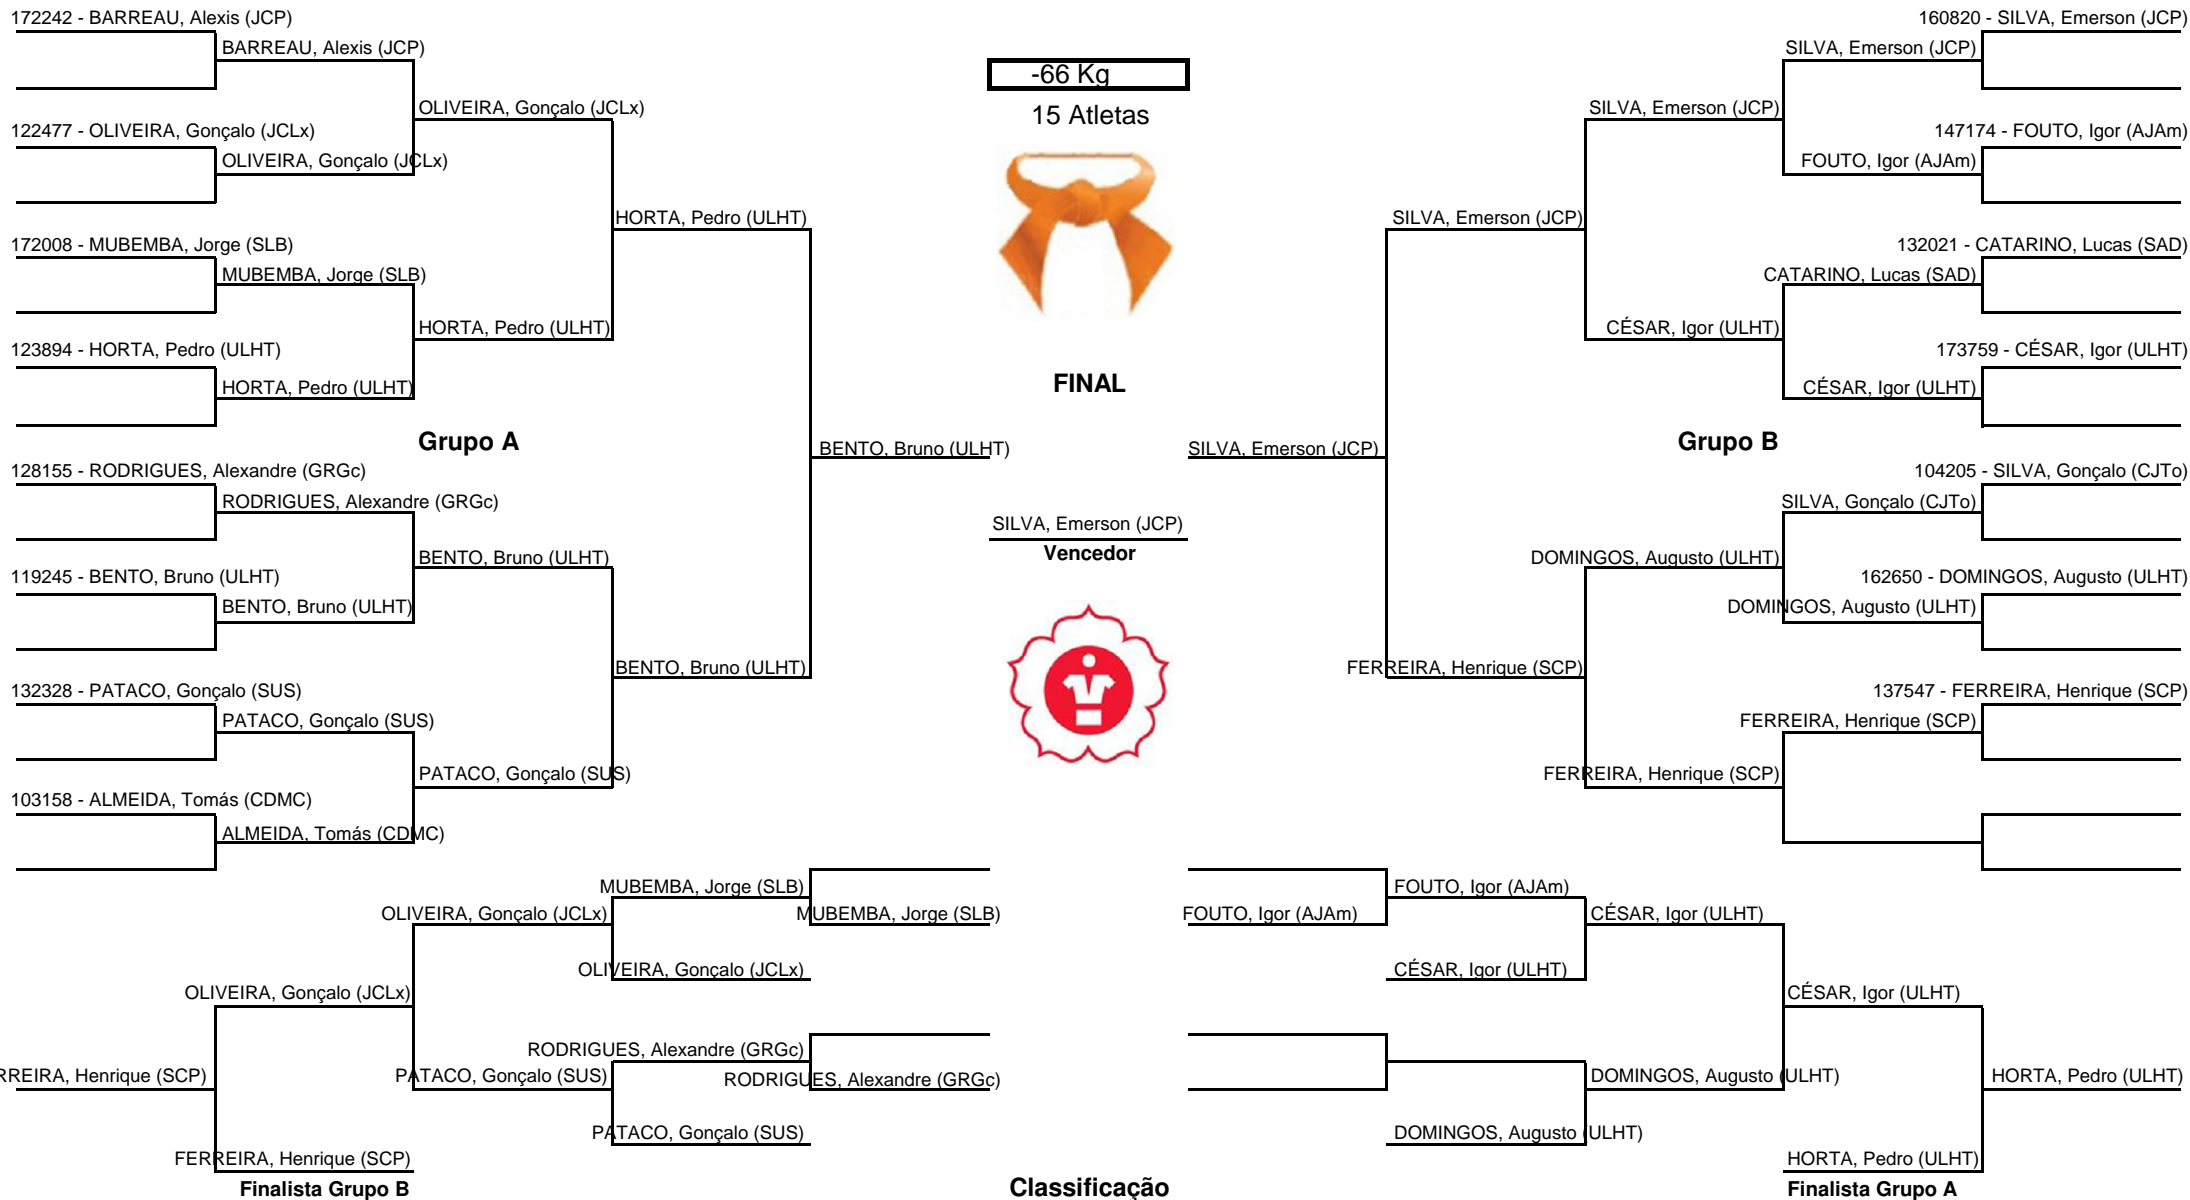 172242 - BARREAU, Alexis (JCP)
BARREAU, Alexis (JCP)
OLIVEIRA, Gonçalo (JCLx)
122477 - OLIVEIRA, Gonçalo (JCLx)
OLIVEIRA, Gonçalo (JCLx)
HORTA, Pedro (ULHT)
172008 - MUBEMBA, Jorge (SLB)
MUBEMBA, Jorge (SLB)
HORTA, Pedro (ULHT)
123894 - HORTA, Pedro (ULHT)
HORTA, Pedro (ULHT)
Grupo A
BENTO, Bruno (ULHT)
128155 - RODRIGUES, Alexandre (GRGc)
RODRIGUES, Alexandre (GRGc)
BENTO, Bruno (ULHT)
119245 - BENTO, Bruno (ULHT)
BENTO, Bruno (ULHT)
BENTO, Bruno (ULHT)
132328 - PATACO, Gonçalo (SUS)
PATACO, Gonçalo (SUS)
PATACO, Gonçalo (SUS)
103158 - ALMEIDA, Tomás (CDMC)
ALMEIDA, Tomás (CDMC)
-66 Kg
15 Atletas
FINAL
SILVA, Emerson (JCP)
Vencedor
160820 - SILVA, Emerson (JCP)
SILVA, Emerson (JCP)
SILVA, Emerson (JCP)
147174 - FOUTO, Igor (AJAm)
FOUTO, Igor (AJAm)
SILVA, Emerson (JCP)
132021 - CATARINO, Lucas (SAD)
CATARINO, Lucas (SAD)
CÉSAR, Igor (ULHT)
173759 - CÉSAR, Igor (ULHT)
CÉSAR, Igor (ULHT)
Grupo B
SILVA, Emerson (JCP)
104205 - SILVA, Gonçalo (CJTo)
SILVA, Gonçalo (CJTo)
DOMINGOS, Augusto (ULHT)
162650 - DOMINGOS, Augusto (ULHT)
DOMINGOS, Augusto (ULHT)
FERREIRA, Henrique (SCP)
137547 - FERREIRA, Henrique (SCP)
FERREIRA, Henrique (SCP)
FERREIRA, Henrique (SCP)
MUBEMBA, Jorge (SLB)
OLIVEIRA, Gonçalo (JCLx)
MUBEMBA, Jorge (SLB)
OLIVEIRA, Gonçalo (JCLx)
OLIVEIRA, Gonçalo (JCLx)
RODRIGUES, Alexandre (GRGc)
RREIRA, Henrique (SCP)
PATACO, Gonçalo (SUS)
RODRIGUES, Alexandre (GRGc)
PATACO, Gonçalo (SUS)
FERREIRA, Henrique (SCP)
Finalista Grupo B
FOUTO, Igor (AJAm)
FOUTO, Igor (AJAm)
CÉSAR, Igor (ULHT)
CÉSAR, Igor (ULHT)
CÉSAR, Igor (ULHT)
DOMINGOS, Augusto (ULHT)
HORTA, Pedro (ULHT)
DOMINGOS, Augusto (ULHT)
HORTA, Pedro (ULHT)
Classificação
Finalista Grupo A